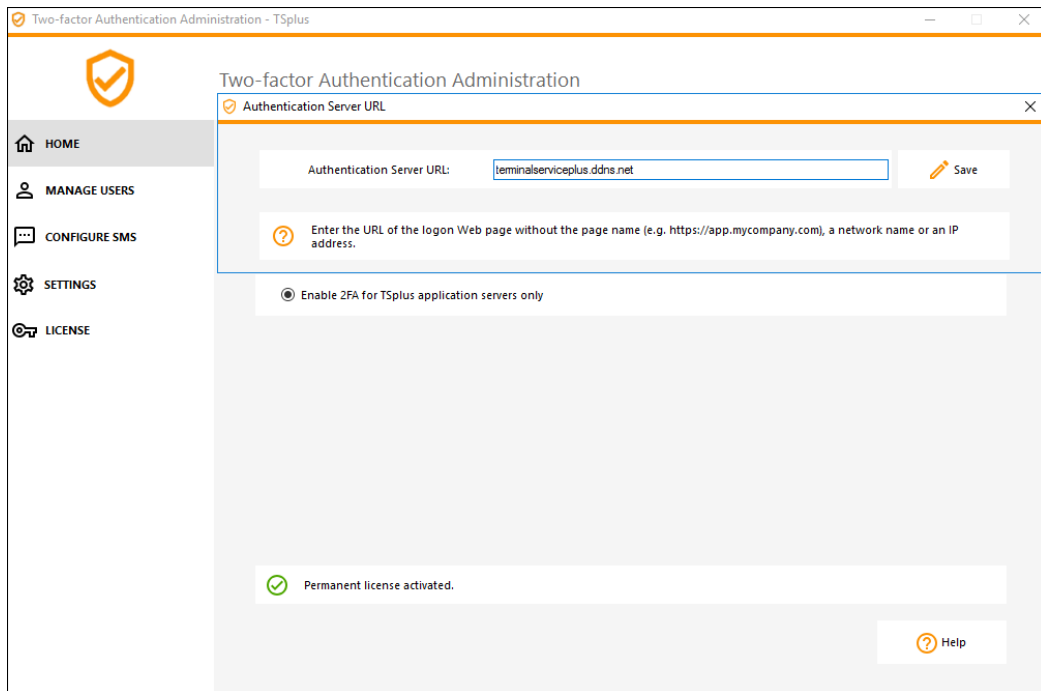 Two-factor Authentication Administration - TSplus
Two-factor Authentication Administration
Authentication Server URL
HOME
Authentication Server URL:
terminalserviceplus.ddns.net
Save
MANAGE USERS
CONFIGURE SMS
Enter the URL of the logon Web page without the page name (e.g. https://app.mycompany.com), a network name or an IP
address.
SETTINGS
Enable 2FA for TSplus application servers only
LICENSE
Permanent license activated.
Help